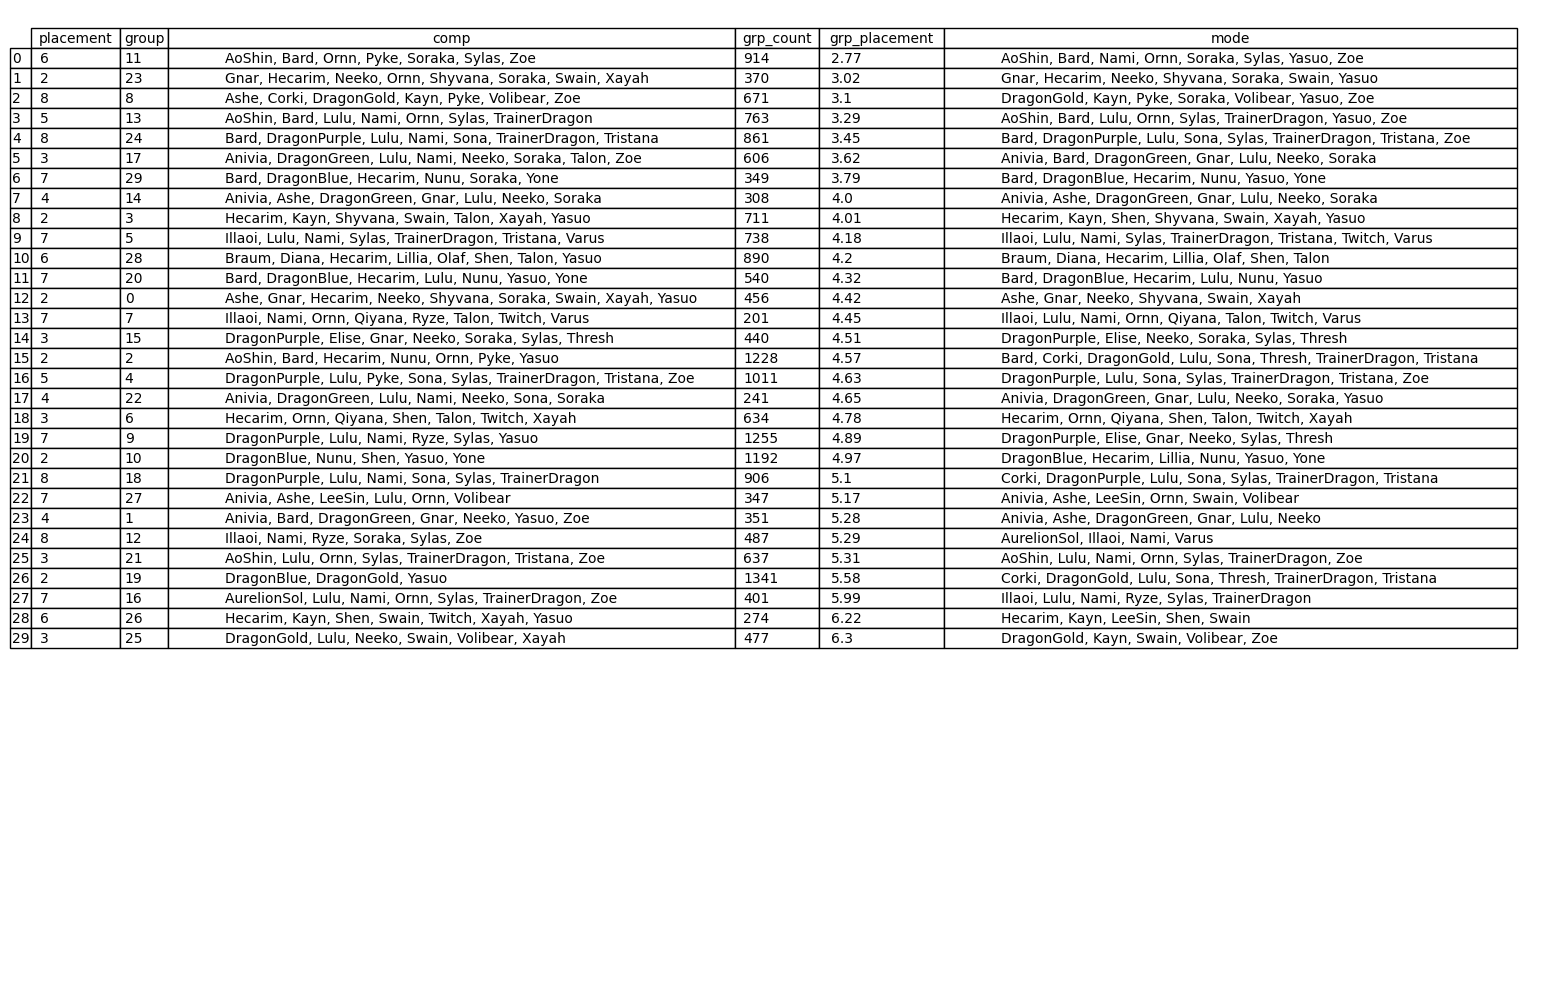 placement group comp grp_count grp_placement mode
0 6 11 AoShin, Bard, Ornn, Pyke, Soraka, Sylas, Zoe 914 2.77 AoShin, Bard, Nami, Ornn, Soraka, Sylas, Yasuo, Zoe
1 2 23 Gnar, Hecarim, Neeko, Ornn, Shyvana, Soraka, Swain, Xayah 370 3.02 Gnar, Hecarim, Neeko, Shyvana, Soraka, Swain, Yasuo
2 8 8 Ashe, Corki, DragonGold, Kayn, Pyke, Volibear, Zoe 671 3.1 DragonGold, Kayn, Pyke, Soraka, Volibear, Yasuo, Zoe
3 5 13 AoShin, Bard, Lulu, Nami, Ornn, Sylas, TrainerDragon 763 3.29 AoShin, Bard, Lulu, Ornn, Sylas, TrainerDragon, Yasuo, Zoe
4 8 24 Bard, DragonPurple, Lulu, Nami, Sona, TrainerDragon, Tristana 861 3.45 Bard, DragonPurple, Lulu, Sona, Sylas, TrainerDragon, Tristana, Zoe
5 3 17 Anivia, DragonGreen, Lulu, Nami, Neeko, Soraka, Talon, Zoe 606 3.62 Anivia, Bard, DragonGreen, Gnar, Lulu, Neeko, Soraka
6 7 29 Bard, DragonBlue, Hecarim, Nunu, Soraka, Yone 349 3.79 Bard, DragonBlue, Hecarim, Nunu, Yasuo, Yone
7 4 14 Anivia, Ashe, DragonGreen, Gnar, Lulu, Neeko, Soraka 308 4.0 Anivia, Ashe, DragonGreen, Gnar, Lulu, Neeko, Soraka
8 2 3 Hecarim, Kayn, Shyvana, Swain, Talon, Xayah, Yasuo 711 4.01 Hecarim, Kayn, Shen, Shyvana, Swain, Xayah, Yasuo
9 7 5 Illaoi, Lulu, Nami, Sylas, TrainerDragon, Tristana, Varus 738 4.18 Illaoi, Lulu, Nami, Sylas, TrainerDragon, Tristana, Twitch, Varus
10 6 28 Braum, Diana, Hecarim, Lillia, Olaf, Shen, Talon, Yasuo 890 4.2 Braum, Diana, Hecarim, Lillia, Olaf, Shen, Talon
11 7 20 Bard, DragonBlue, Hecarim, Lulu, Nunu, Yasuo, Yone 540 4.32 Bard, DragonBlue, Hecarim, Lulu, Nunu, Yasuo
12 2 0 Ashe, Gnar, Hecarim, Neeko, Shyvana, Soraka, Swain, Xayah, Yasuo 456 4.42 Ashe, Gnar, Neeko, Shyvana, Swain, Xayah
13 7 7 Illaoi, Nami, Ornn, Qiyana, Ryze, Talon, Twitch, Varus 201 4.45 Illaoi, Lulu, Nami, Ornn, Qiyana, Talon, Twitch, Varus
14 3 15 DragonPurple, Elise, Gnar, Neeko, Soraka, Sylas, Thresh 440 4.51 DragonPurple, Elise, Neeko, Soraka, Sylas, Thresh
15 2 2 AoShin, Bard, Hecarim, Nunu, Ornn, Pyke, Yasuo 1228 4.57 Bard, Corki, DragonGold, Lulu, Sona, Thresh, TrainerDragon, Tristana
16 5 4 DragonPurple, Lulu, Pyke, Sona, Sylas, TrainerDragon, Tristana, Zoe 1011 4.63 DragonPurple, Lulu, Sona, Sylas, TrainerDragon, Tristana, Zoe
17 4 22 Anivia, DragonGreen, Lulu, Nami, Neeko, Sona, Soraka 241 4.65 Anivia, DragonGreen, Gnar, Lulu, Neeko, Soraka, Yasuo
18 3 6 Hecarim, Ornn, Qiyana, Shen, Talon, Twitch, Xayah 634 4.78 Hecarim, Ornn, Qiyana, Shen, Talon, Twitch, Xayah
19 7 9 DragonPurple, Lulu, Nami, Ryze, Sylas, Yasuo 1255 4.89 DragonPurple, Elise, Gnar, Neeko, Sylas, Thresh
20 2 10 DragonBlue, Nunu, Shen, Yasuo, Yone 1192 4.97 DragonBlue, Hecarim, Lillia, Nunu, Yasuo, Yone
21 8 18 DragonPurple, Lulu, Nami, Sona, Sylas, TrainerDragon 906 5.1 Corki, DragonPurple, Lulu, Sona, Sylas, TrainerDragon, Tristana
22 7 27 Anivia, Ashe, LeeSin, Lulu, Ornn, Volibear 347 5.17 Anivia, Ashe, LeeSin, Ornn, Swain, Volibear
23 4 1 Anivia, Bard, DragonGreen, Gnar, Neeko, Yasuo, Zoe 351 5.28 Anivia, Ashe, DragonGreen, Gnar, Lulu, Neeko
24 8 12 Illaoi, Nami, Ryze, Soraka, Sylas, Zoe 487 5.29 AurelionSol, Illaoi, Nami, Varus
25 3 21 AoShin, Lulu, Ornn, Sylas, TrainerDragon, Tristana, Zoe 637 5.31 AoShin, Lulu, Nami, Ornn, Sylas, TrainerDragon, Zoe
26 2 19 DragonBlue, DragonGold, Yasuo 1341 5.58 Corki, DragonGold, Lulu, Sona, Thresh, TrainerDragon, Tristana
27 7 16 AurelionSol, Lulu, Nami, Ornn, Sylas, TrainerDragon, Zoe 401 5.99 Illaoi, Lulu, Nami, Ryze, Sylas, TrainerDragon
28 6 26 Hecarim, Kayn, Shen, Swain, Twitch, Xayah, Yasuo 274 6.22 Hecarim, Kayn, LeeSin, Shen, Swain
29 3 25 DragonGold, Lulu, Neeko, Swain, Volibear, Xayah 477 6.3 DragonGold, Kayn, Swain, Volibear, Zoe